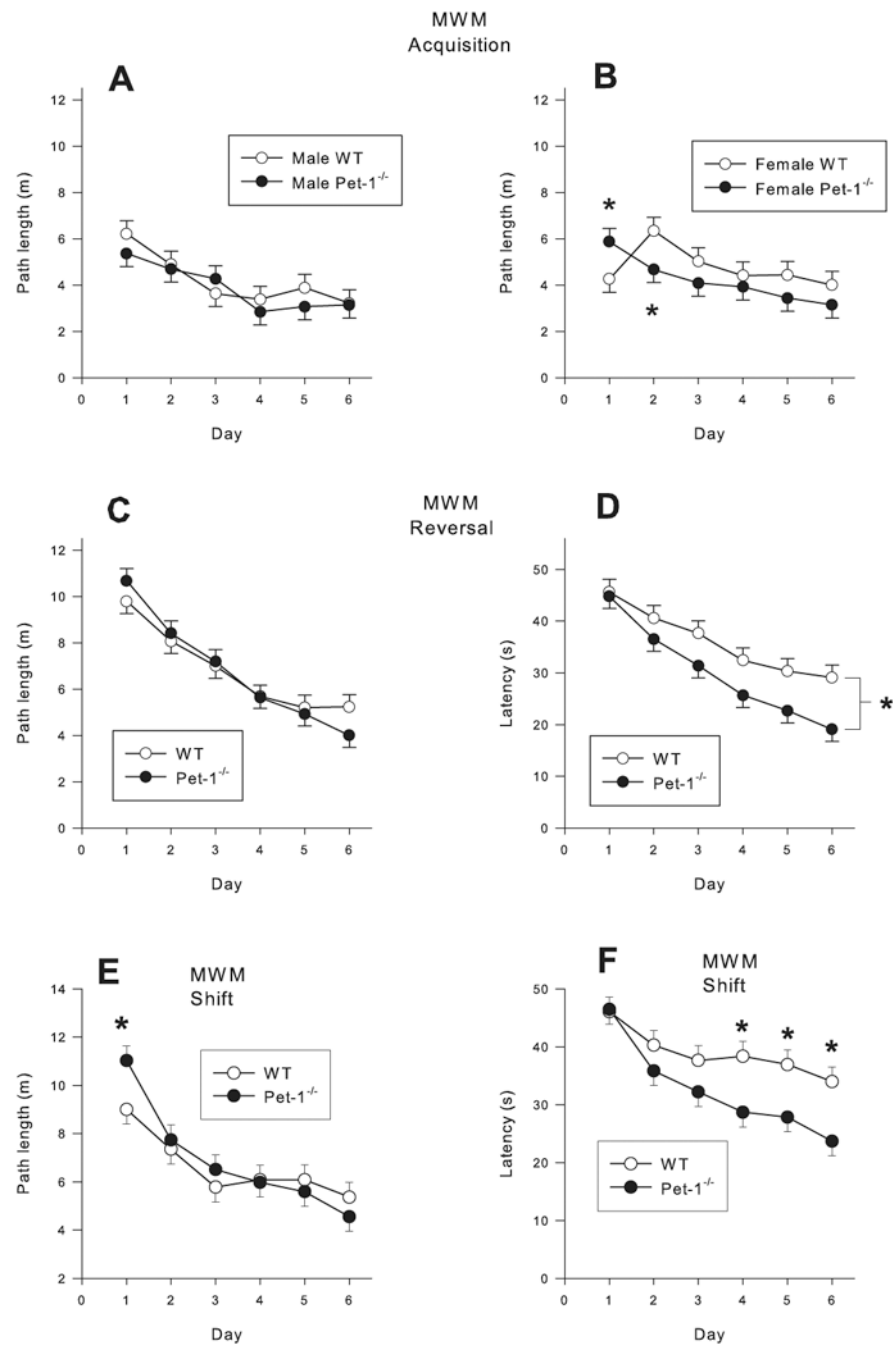 MWM
Acquisition
A
12
10
8
6
4
2
0
Path length (m)
Male WT
Male Pet-1-/-
0 1 2 3 4 5 6
Day
B
12
10
8
6
4
2
0
Path length (m)
Female WT
Female Pet-1-/-
*
*
0 1 2 3 4 5 6
Day
MWM
Reversal
C
12
10
8
6
4
2
0
Path length (m)
WT
Pet-1-/-
0 1 2 3 4 5 6
Day
D
50
40
30
20
10
0
Latency (s)
*
WT
Pet-1-/-
0 1 2 3 4 5 6
Day
E
MWM
Shift
14
12
10
8
6
4
2
Path length (m)
*
WT
Pet-1-/-
0 1 2 3 4 5 6
Day
F
MWM
Shift
50
40
30
20
10
0
Latency (s)
* * *
WT
Pet-1-/-
0 1 2 3 4 5 6
Day